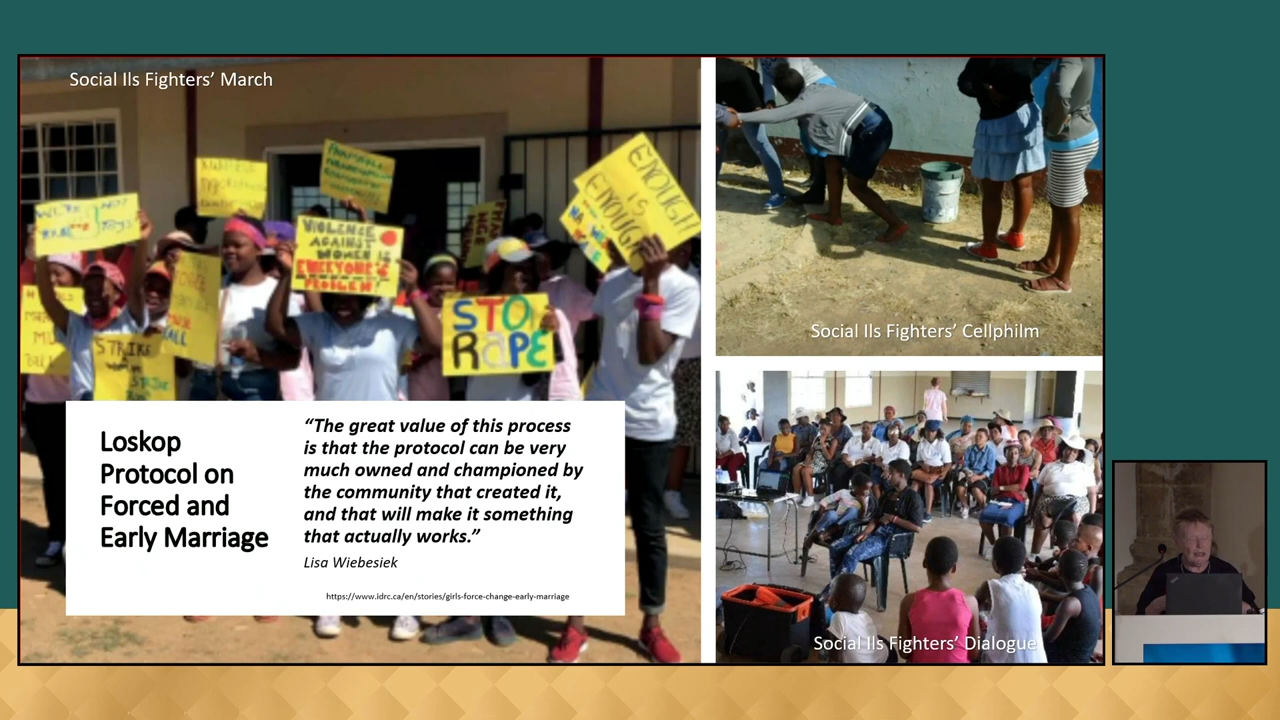 Social Ils Fighters’ March
ENOUGH
IS
ENOUGH
VIOLENCE
AGAINST
WOMEN IS
EVERYONE'S
PROBLEM!
STOP
RAPE
STRIKE
STRIKE
Loskop
Protocol on
Forced and
Early Marriage
“The great value of this process
is that the protocol can be very
much owned and championed by
the community that created it,
and that will make it something
that actually works.”
Lisa Wiebesiek
https://www.idrc.ca/en/stories/girls-force-change-early-marriage
Social Ils Fighters’ Cellphilm
Social Ils Fighters’ Dialogue